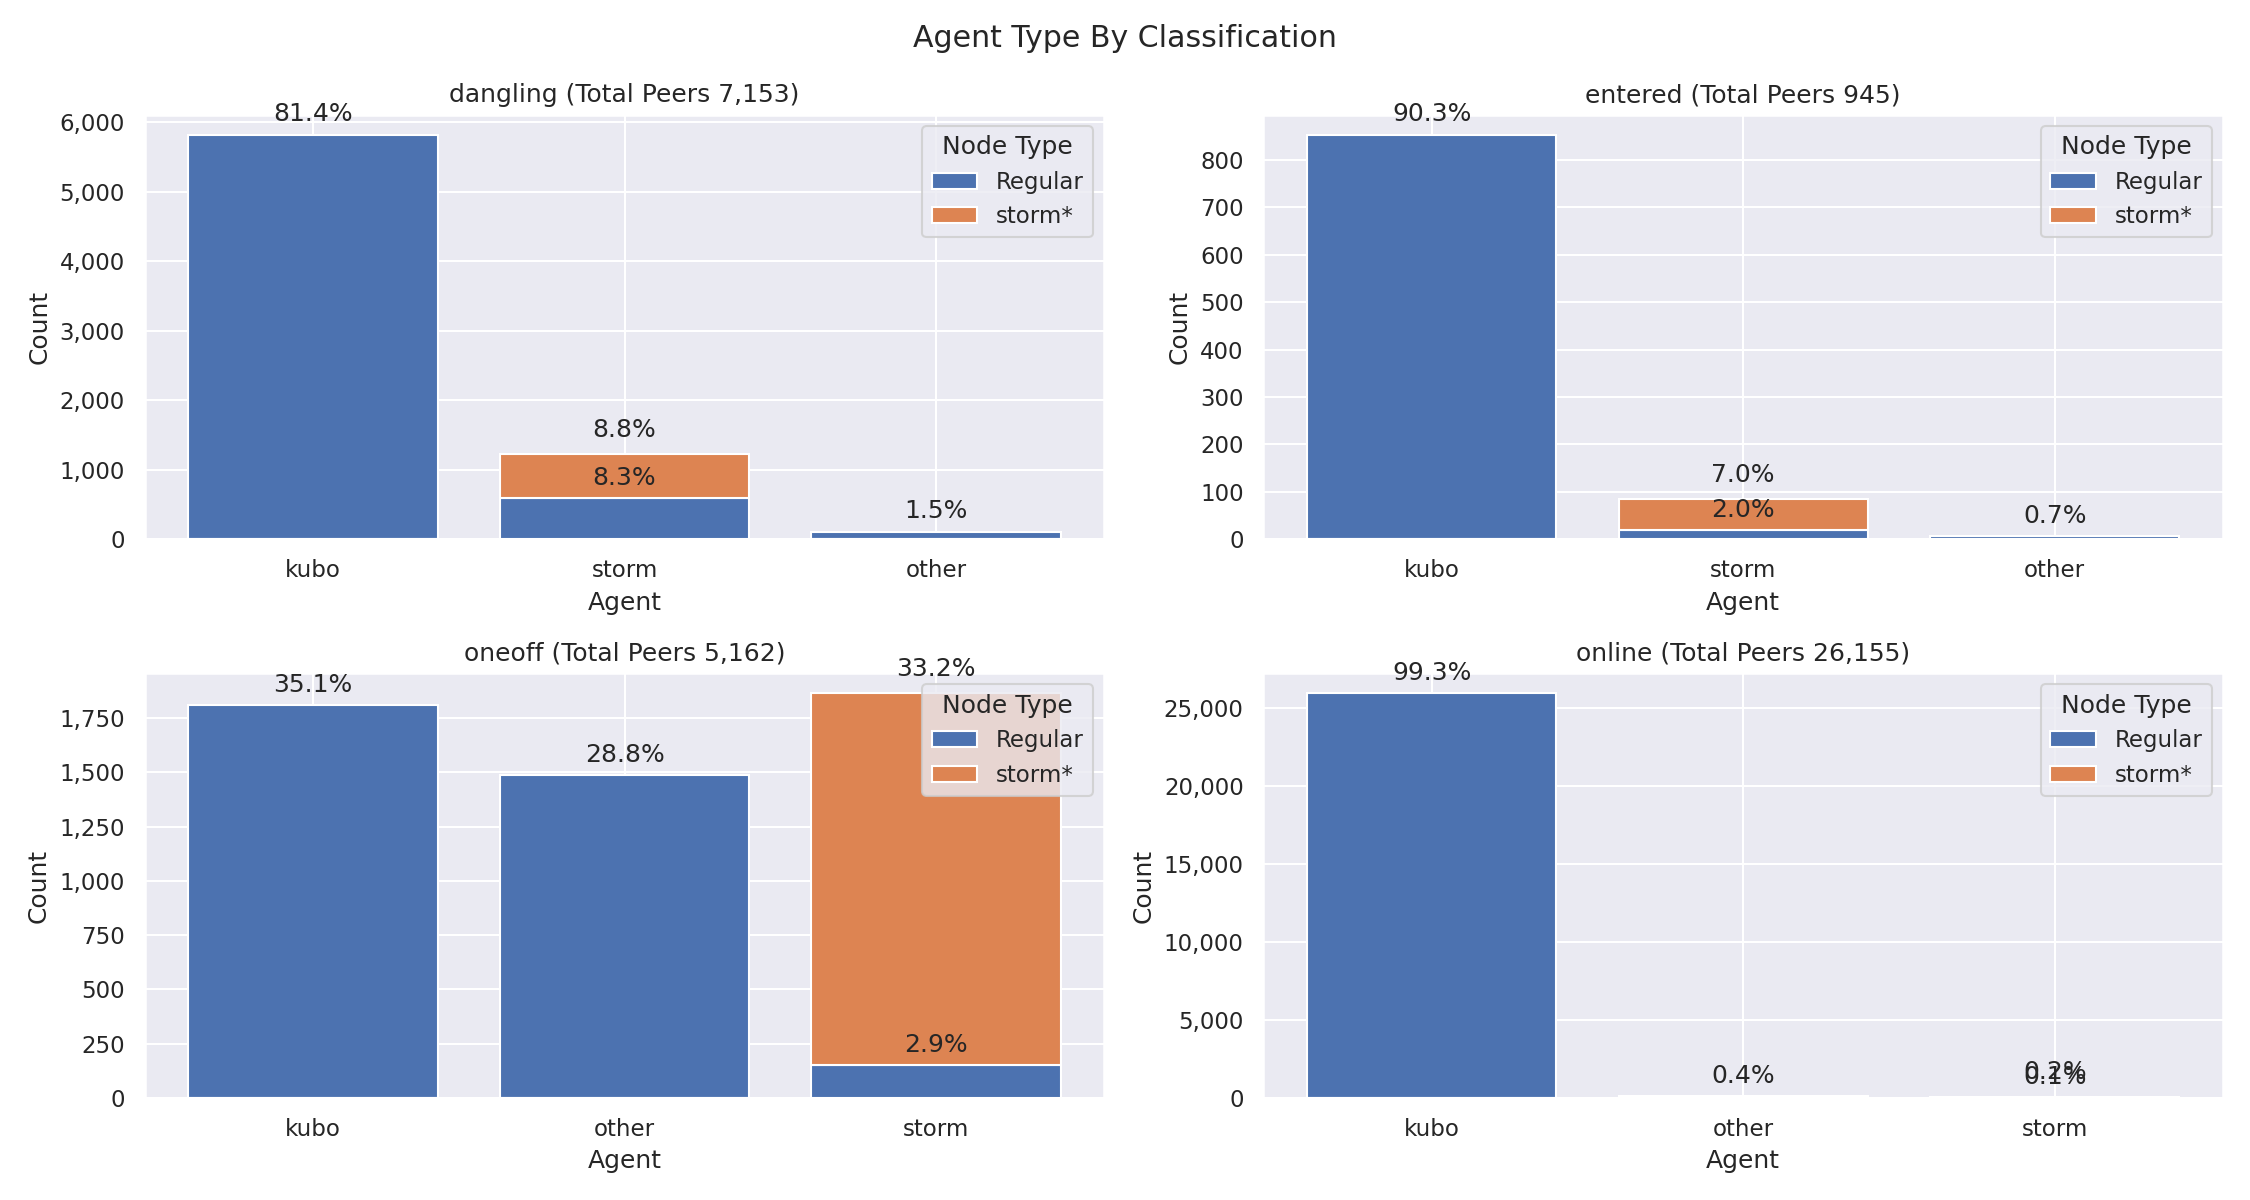 Agent Type By Classification
dangling (Total Peers 7,153)
81.4%
8.8%
8.3%
1.5%
Node Type
Regular
storm*
6,000
5,000
4,000
3,000
2,000
1,000
0
Count
kubo
storm
other
Agent
entered (Total Peers 945)
90.3%
7.0%
2.0%
0.7%
Node Type
Regular
storm*
800
700
600
500
400
300
200
100
0
Count
kubo
storm
other
Agent
oneoff (Total Peers 5,162)
35.1%
28.8%
33.2%
2.9%
Node Type
Regular
storm*
1,750
1,500
1,250
1,000
750
500
250
0
Count
kubo
other
storm
Agent
online (Total Peers 26,155)
99.3%
0.4%
0.2%
0.1%
Node Type
Regular
storm*
25,000
20,000
15,000
10,000
5,000
0
Count
kubo
other
storm
Agent